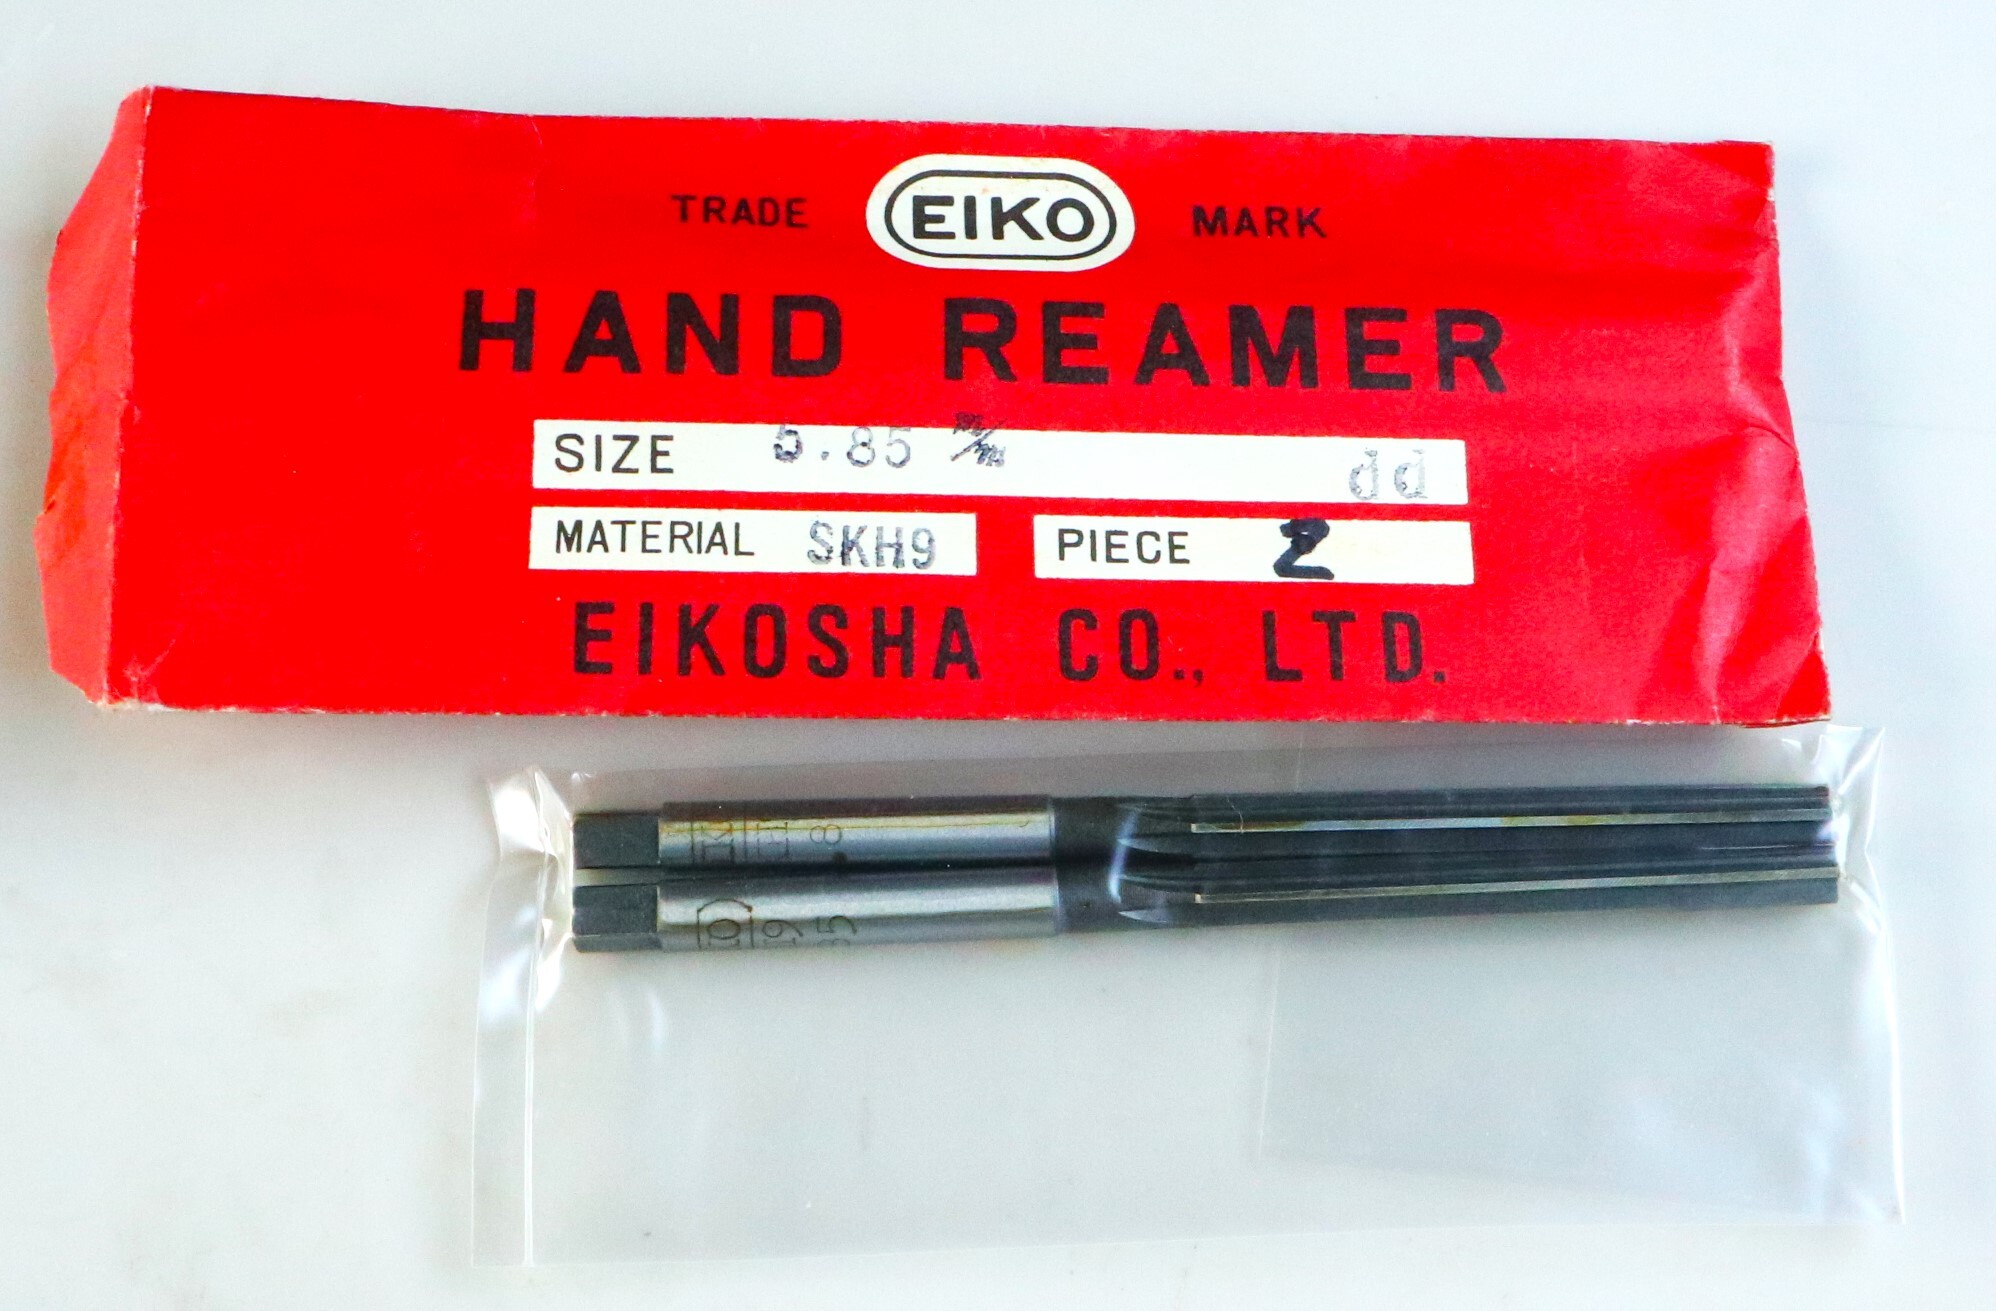 TRADE EIKO MARK
HAND REAMER
SIZE 5.85 m/m dd
MATERIAL SKH9 PIECE 2
EIKOSHA CO., LTD.